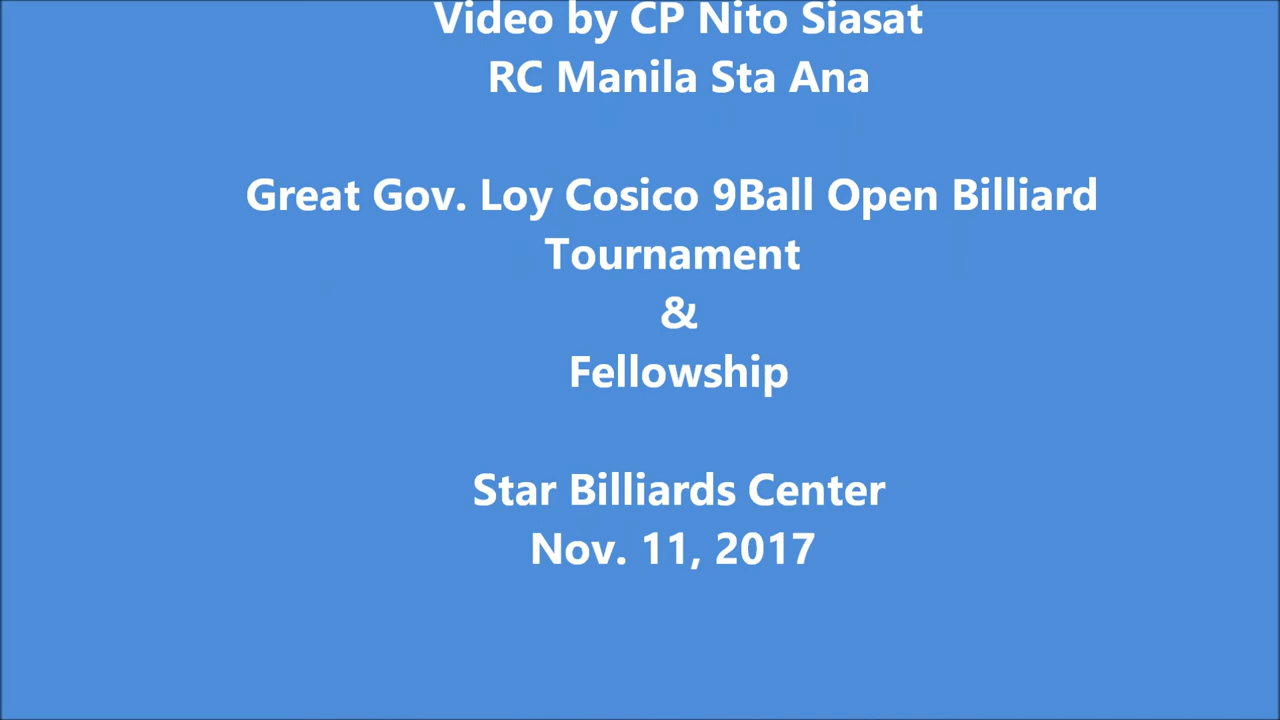 Video by CP Nito Siasat
RC Manila Sta Ana
Great Gov. Loy Cosico 9Ball Open Billiard
Tournament
&
Fellowship
Star Billiards Center
Nov. 11, 2017